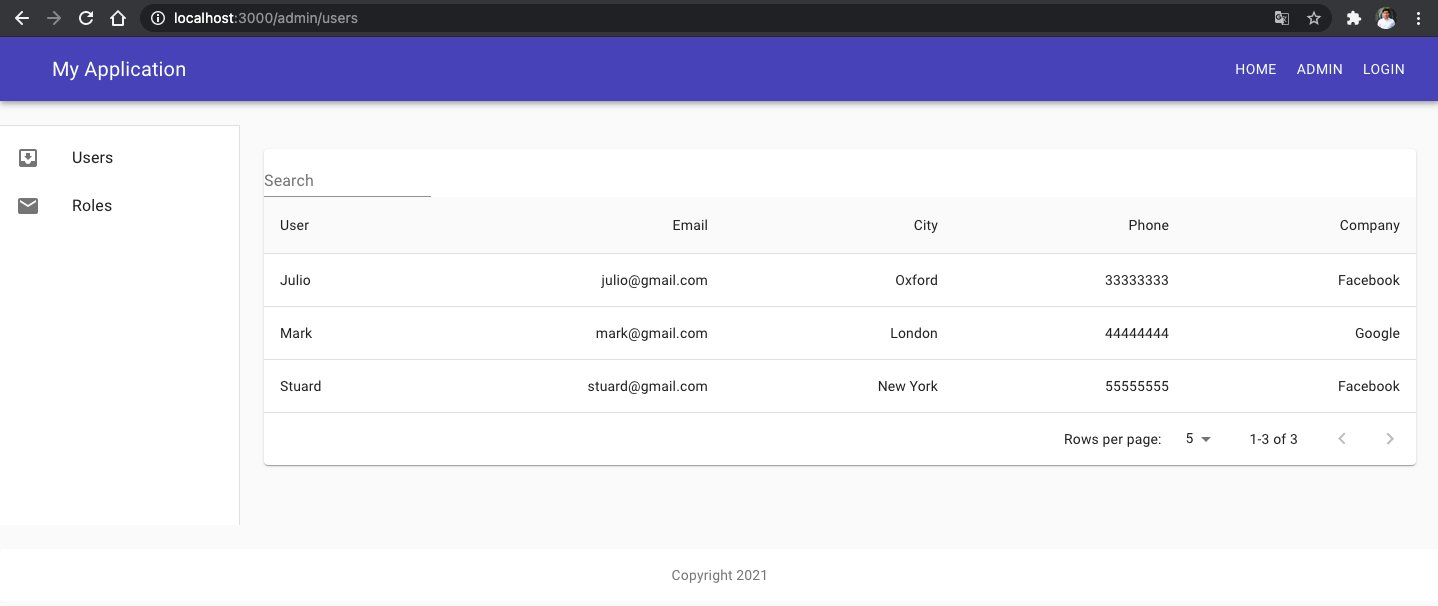 localhost:3000/admin/users
My Application HOME ADMIN LOGIN
Users
Roles
Search
User Email City Phone Company
Julio julio@gmail.com Oxford 33333333 Facebook
Mark mark@gmail.com London 44444444 Google
Stuard stuard@gmail.com New York 55555555 Facebook
Rows per page: 5 1-3 of 3
Copyright 2021